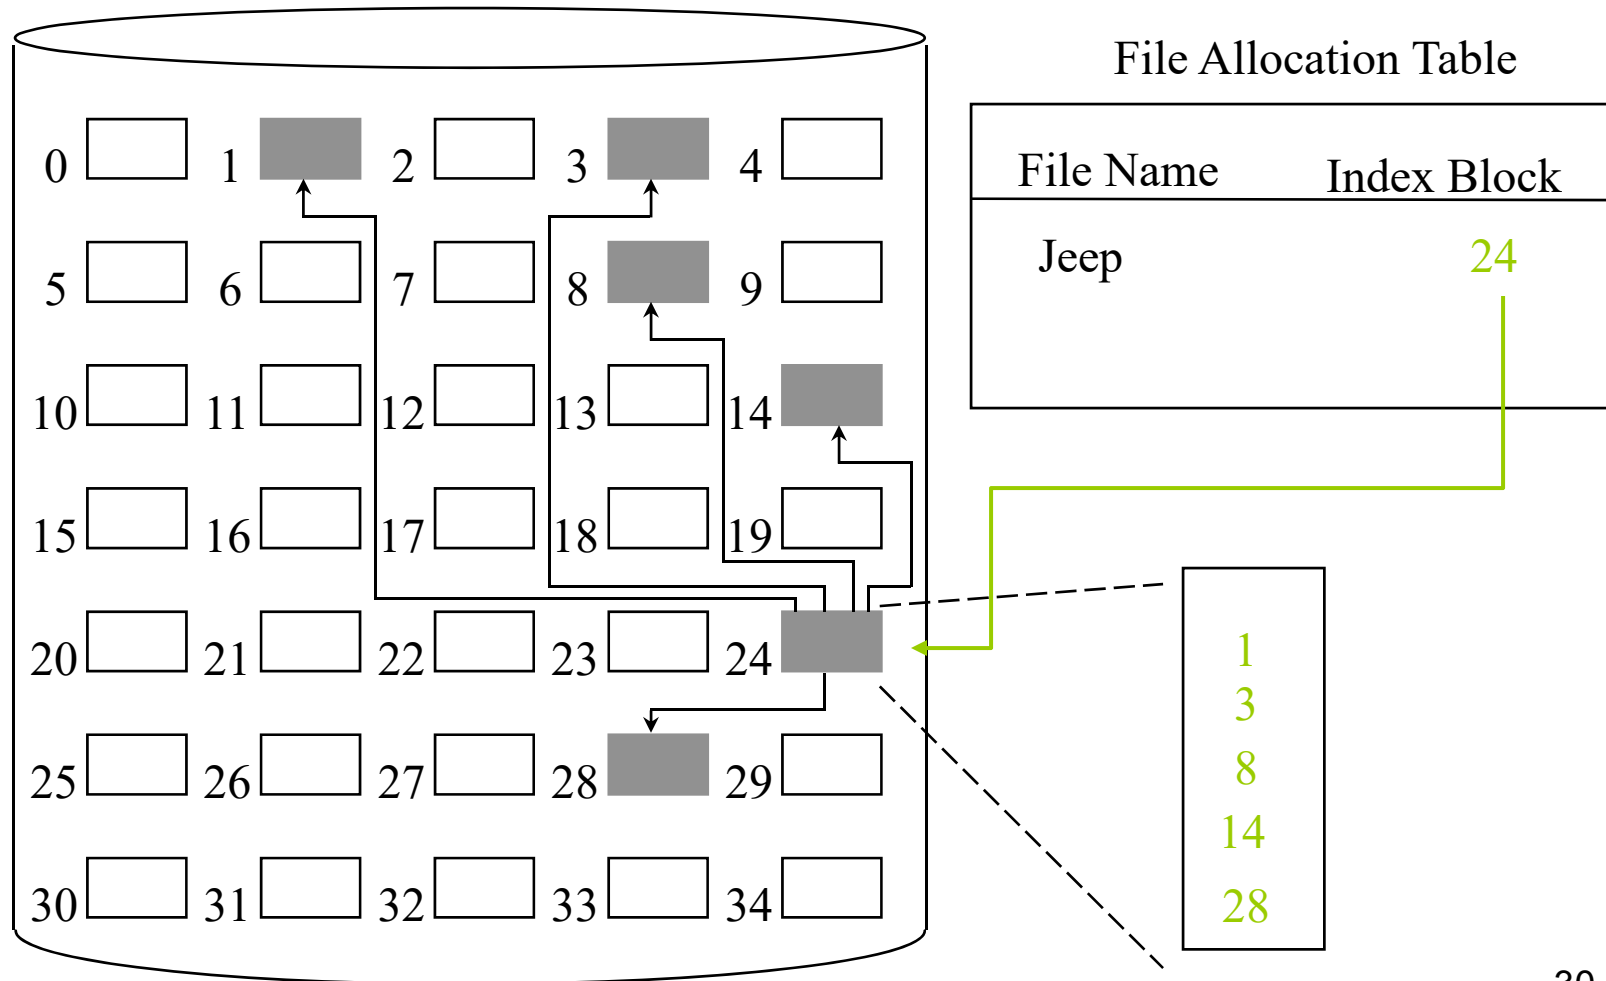 File Allocation Table
File Name Index Block
Jeep 24
0 1 2 3 4
5 6 7 8 9
10 11 12 13 14
15 16 17 18 19
20 21 22 23 24
25 26 27 28 29
30 31 32 33 34
1
3
8
14
28